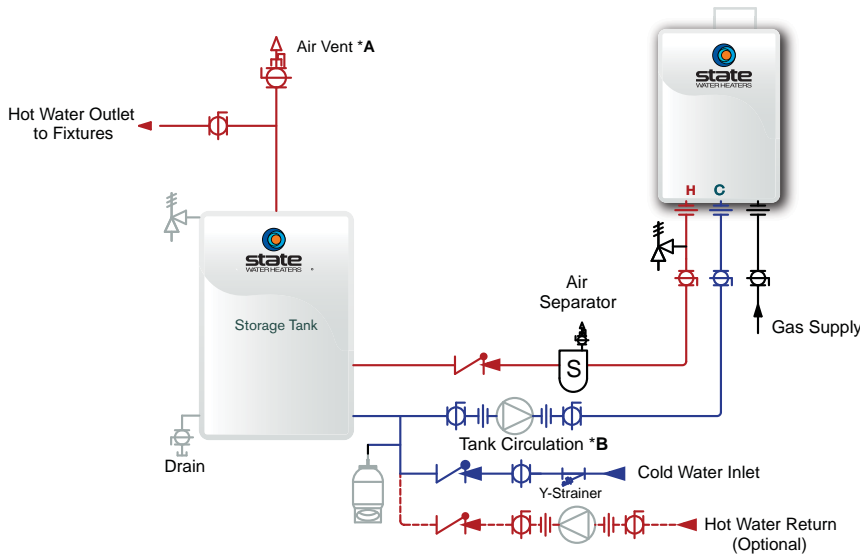 Air Vent *A
Hot Water Outlet
to Fixtures
state
WATER HEATERS
H C
state
WATER HEATERS
Storage Tank
Air
Separator
Gas Supply
S
Drain
Tank Circulation *B
Cold Water Inlet
Y-Strainer
Hot Water Return
(Optional)